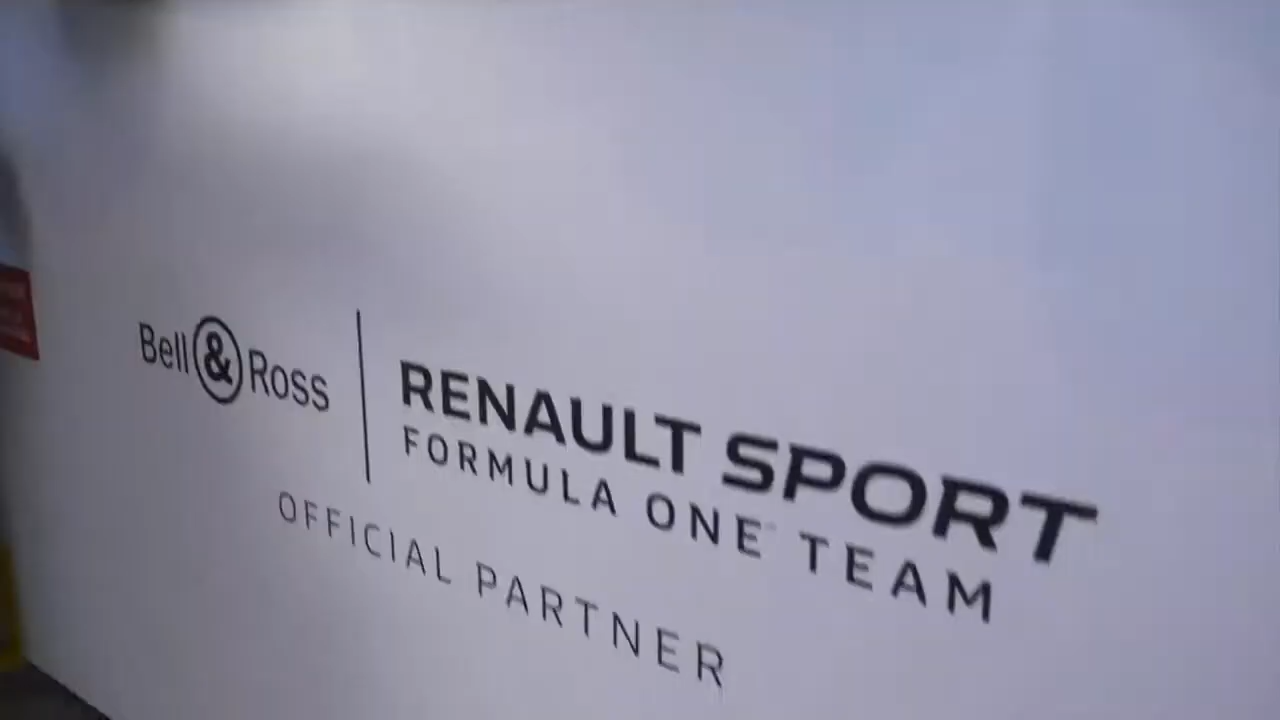 Bell & Ross
RENAULT SPORT
FORMULA ONE TEAM
OFFICIAL PARTNER